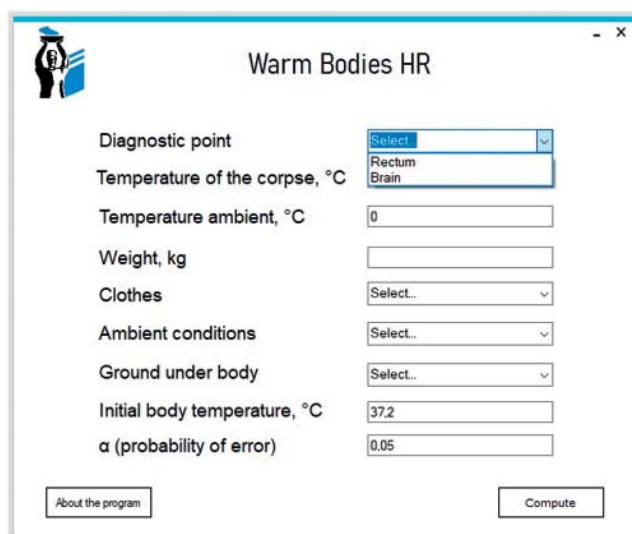 - ×
Warm Bodies HR
Diagnostic point Select...
Rectum
Temperature of the corpse, °C
Brain
Temperature ambient, °C 0
Weight, kg
Clothes Select...
Ambient conditions Select...
Ground under body Select...
Initial body temperature, °C 37,2
α (probability of error) 0,05
About the program Compute